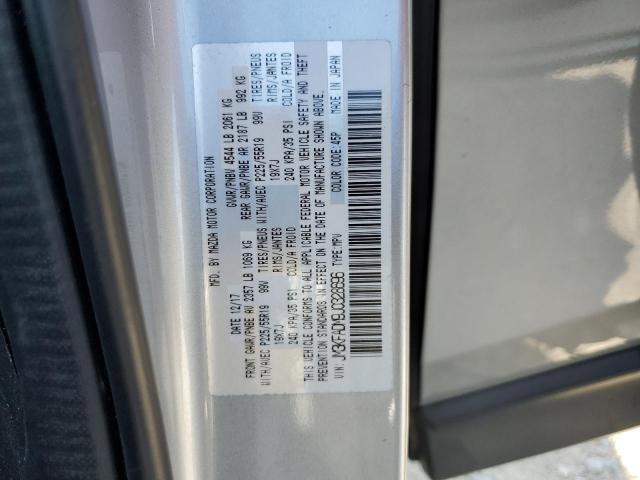 MFD. BY MAZDA MOTOR CORPORATION
DATE 12/17 GVWR/PNBV 4544 LB 2061 KG
FRONT GAWR/PNBE AV 2357 LB 1069 KG REAR GAWR/PNBE AR 2187 LB 992 KG
WITH/AVEC P225/55R19 99V TIRES/PNEUS WITH/AVEC P225/55R19 99V TIRES/PNEUS
19X7J RIMS/JANTES 19X7J RIMS/JANTES
240 KPA/35 PSI COLD/A FROID 240 KPA/35 PSI COLD/A FROID
THIS VEHICLE CONFORMS TO ALL APPLICABLE FEDERAL MOTOR VEHICLE SAFETY AND THEFT
PREVENTION STANDARDS IN EFFECT ON THE DATE OF MANUFACTURE SHOWN ABOVE.
VIN: TYPE: MPV COLOR CODE: 45P MADE IN JAPAN